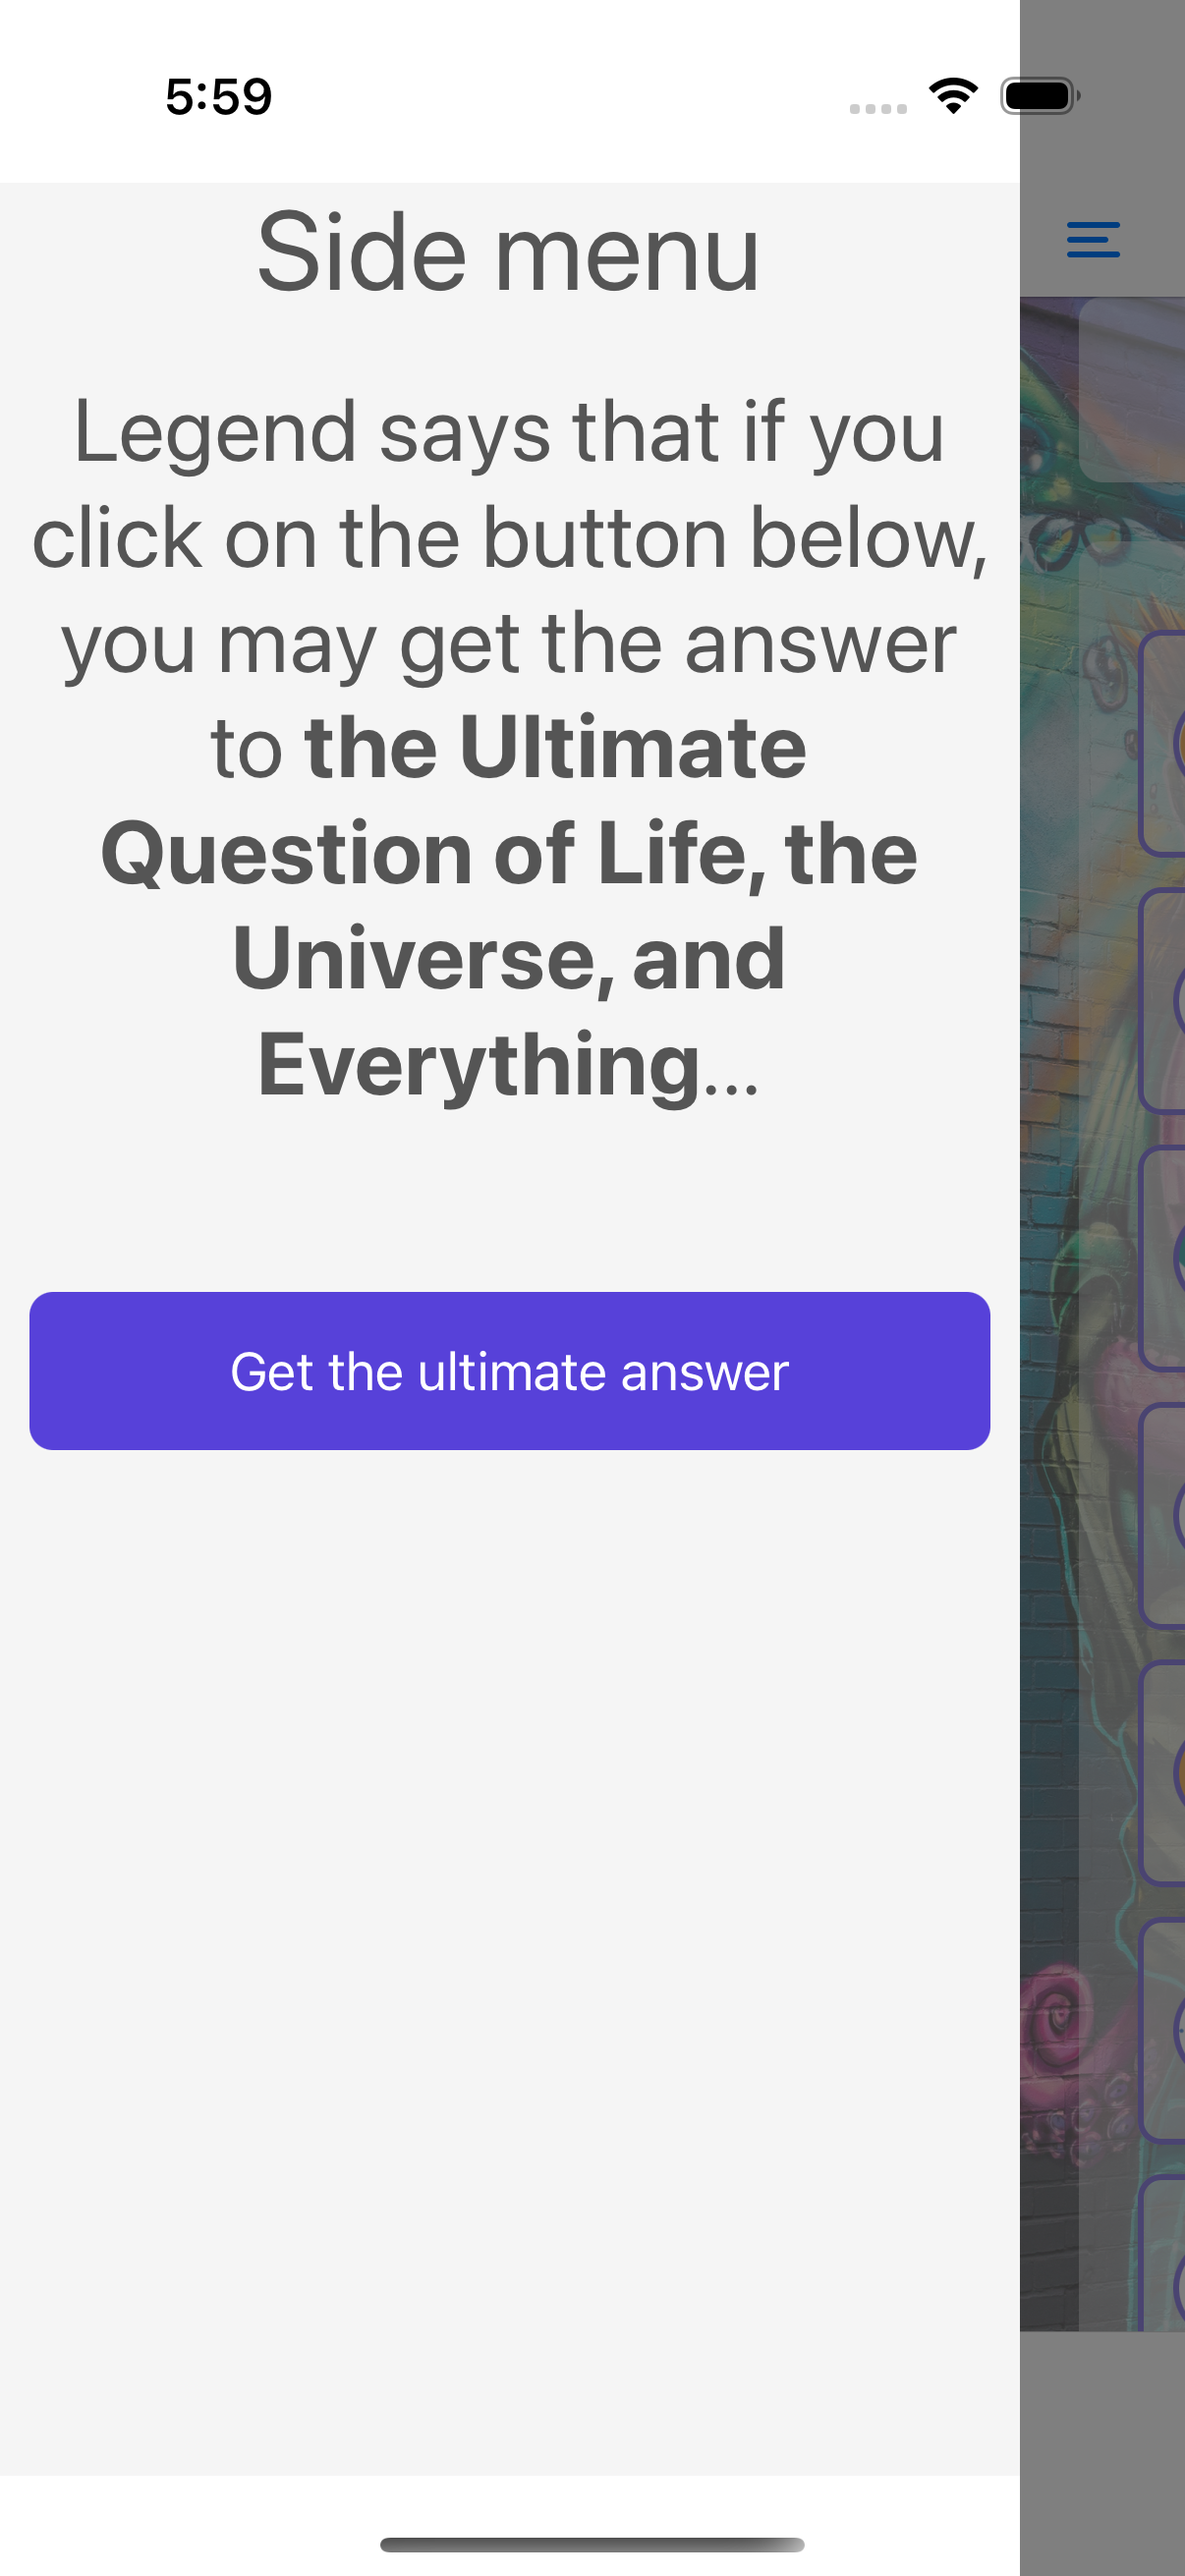 5:59
Side menu
Legend says that if you
click on the button below,
you may get the answer
to the Ultimate
Question of Life, the
Universe, and
Everything...
Get the ultimate answer